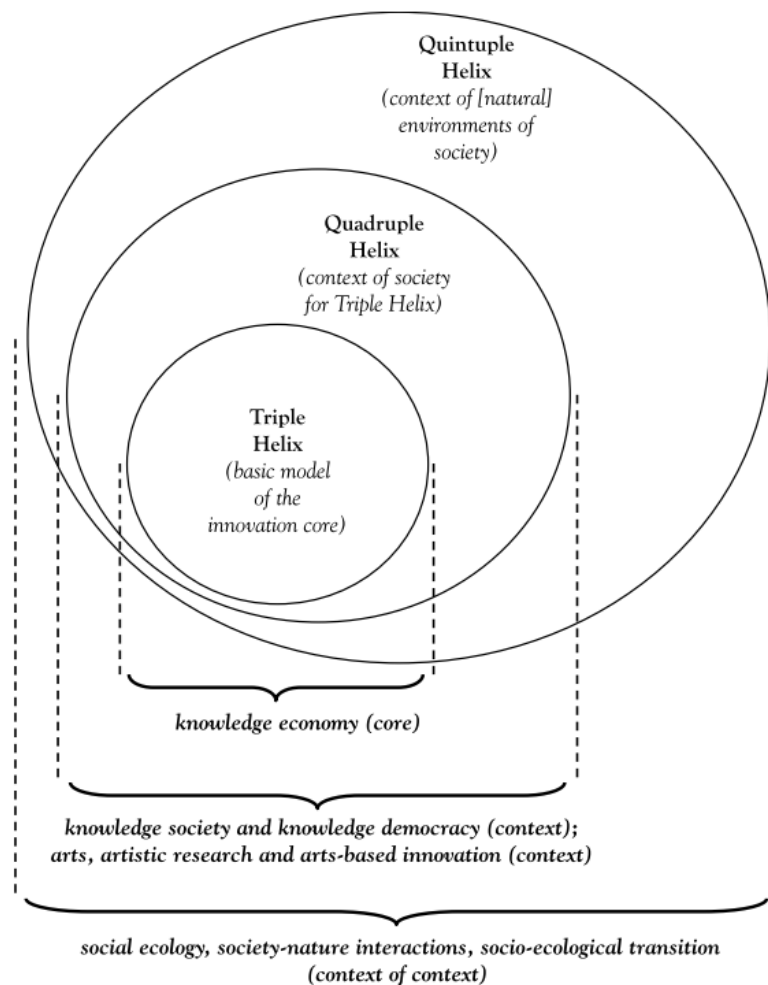 Quintuple
Helix
(context of [natural]
environments of
society)
Quadruple
Helix
(context of society
for Triple Helix)
Triple
Helix
(basic model
of the
innovation core)
knowledge economy (core)
knowledge society and knowledge democracy (context);
arts, artistic research and arts-based innovation (context)
social ecology, society-nature interactions, socio-ecological transition
(context of context)